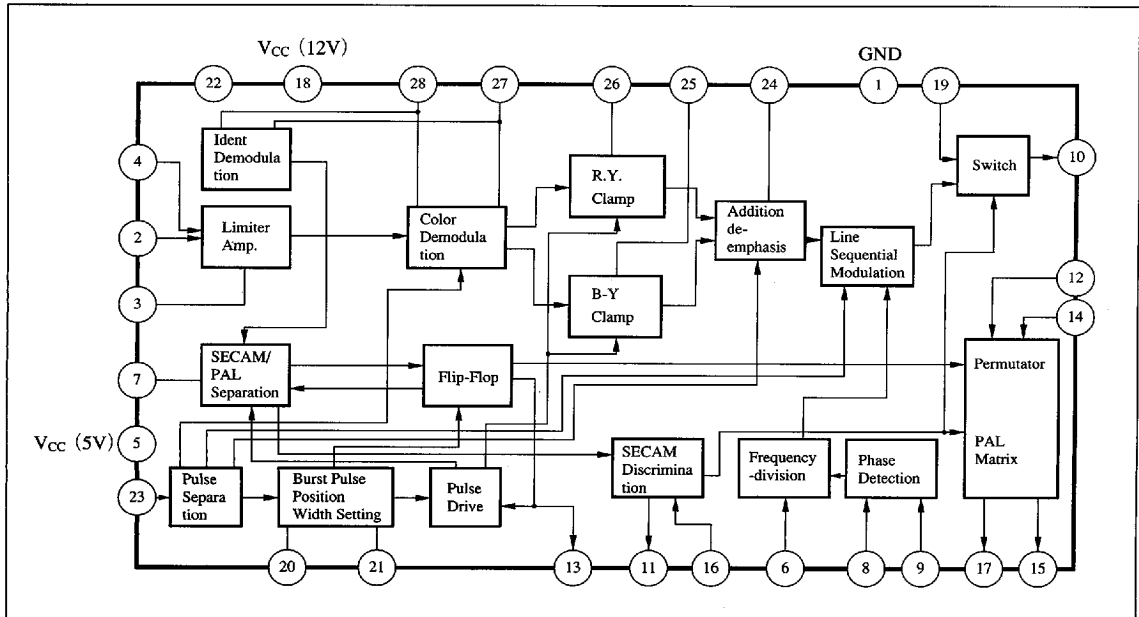 VCC (12V)
GND
22
18
28
27
26
25
24
1
19
Ident
Demodula
tion
4
R.Y.
Clamp
Switch
10
2
Limiter
Amp.
Color
Demodula
tion
Addition
de-
emphasis
Line
Sequential
Modulation
3
B-Y
Clamp
12
14
7
SECAM/
PAL
Separation
Flip-Flop
Permutator
PAL
Matrix
VCC (5V)
5
23
Pulse
Separa
tion
Burst Pulse
Position
Width Setting
Pulse
Drive
SECAM
Discrimina
tion
Frequency
-division
Phase
Detection
20
21
13
11
16
6
8
9
17
15